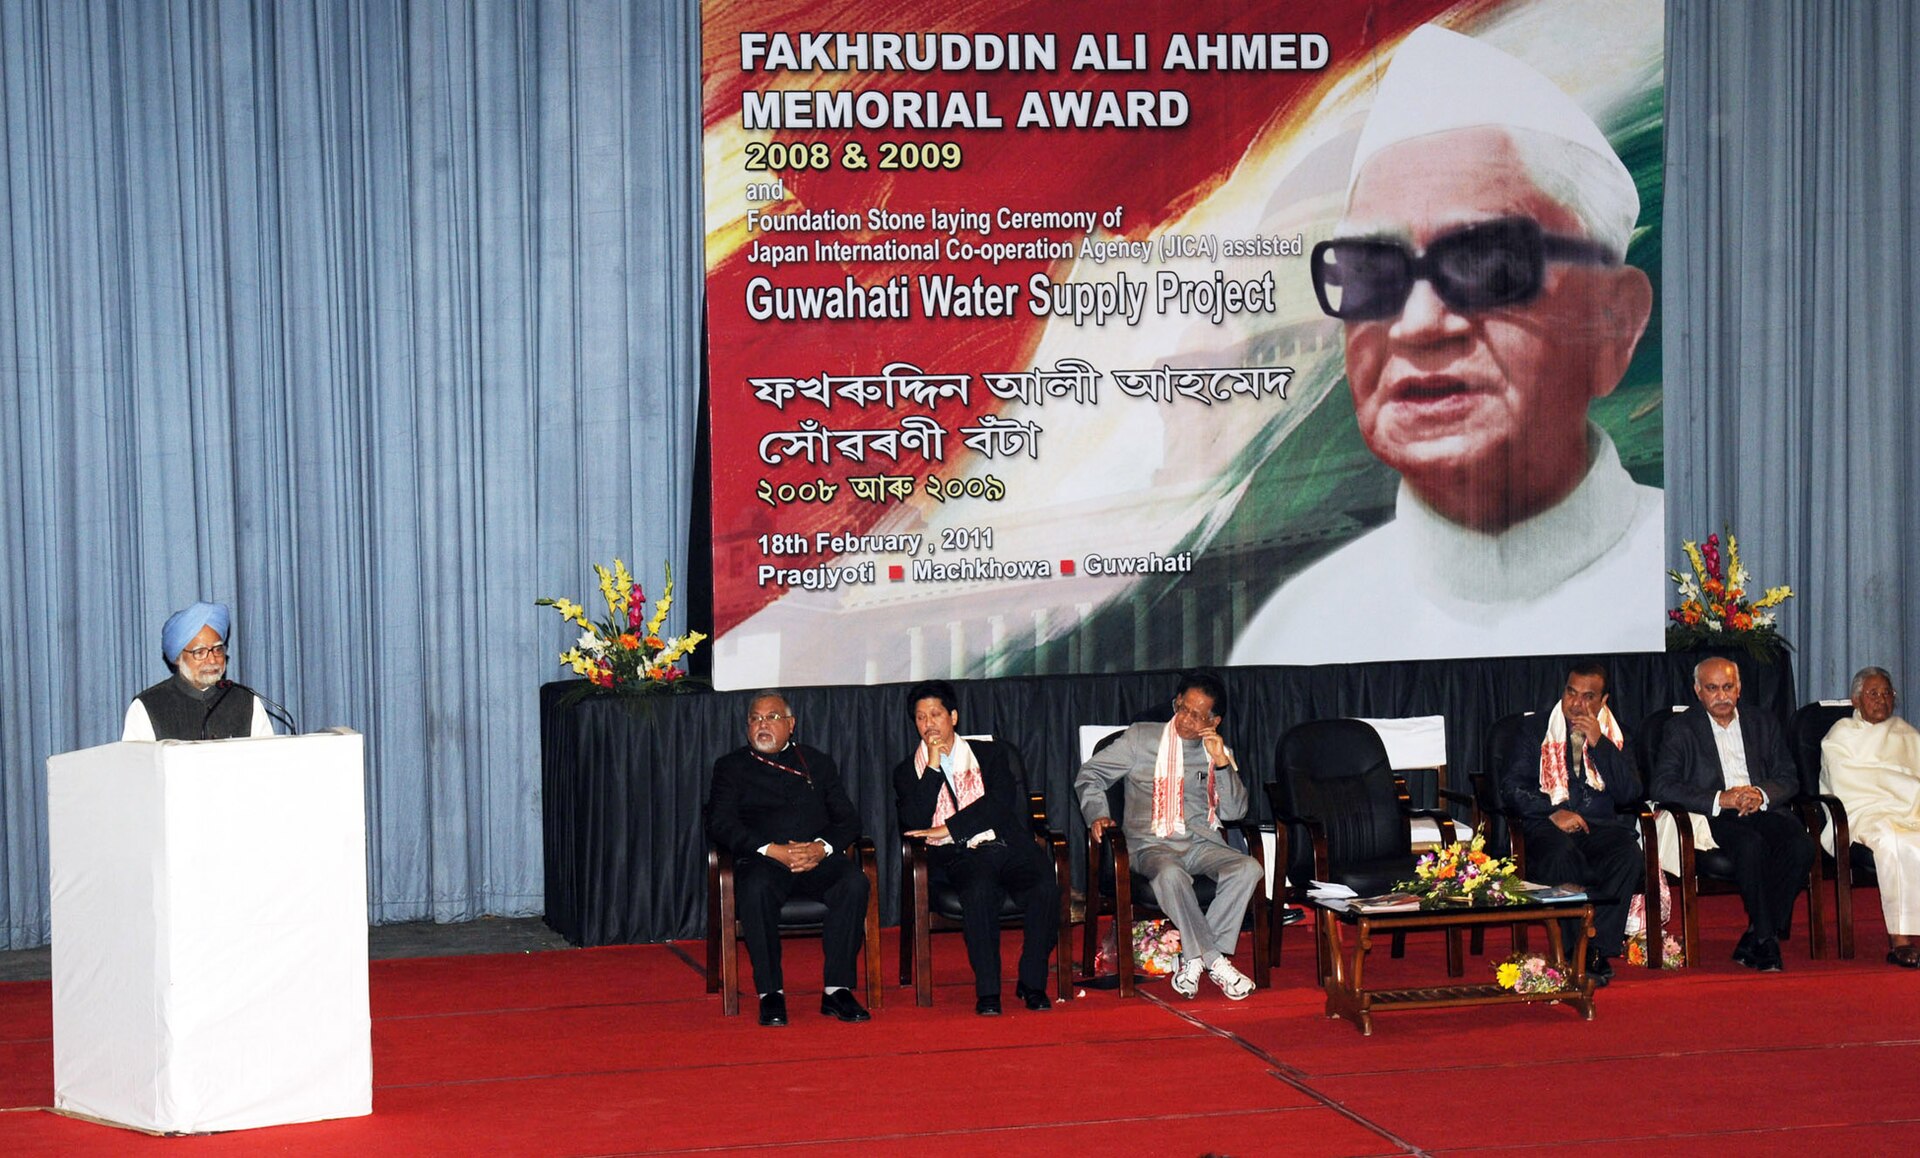 FAKHRUDDIN ALI AHMED
MEMORIAL AWARD
2008 & 2009
and
Foundation Stone laying Ceremony of
Japan International Co-operation Agency (JICA) assisted
Guwahati Water Supply Project
ফখৰুদ্দিন আলী আহমেদ
সোঁৱৰণী বঁটা
২০০৮ আৰু ২০০৯
18th February , 2011
Pragjyoti ■ Machkhowa ■ Guwahati